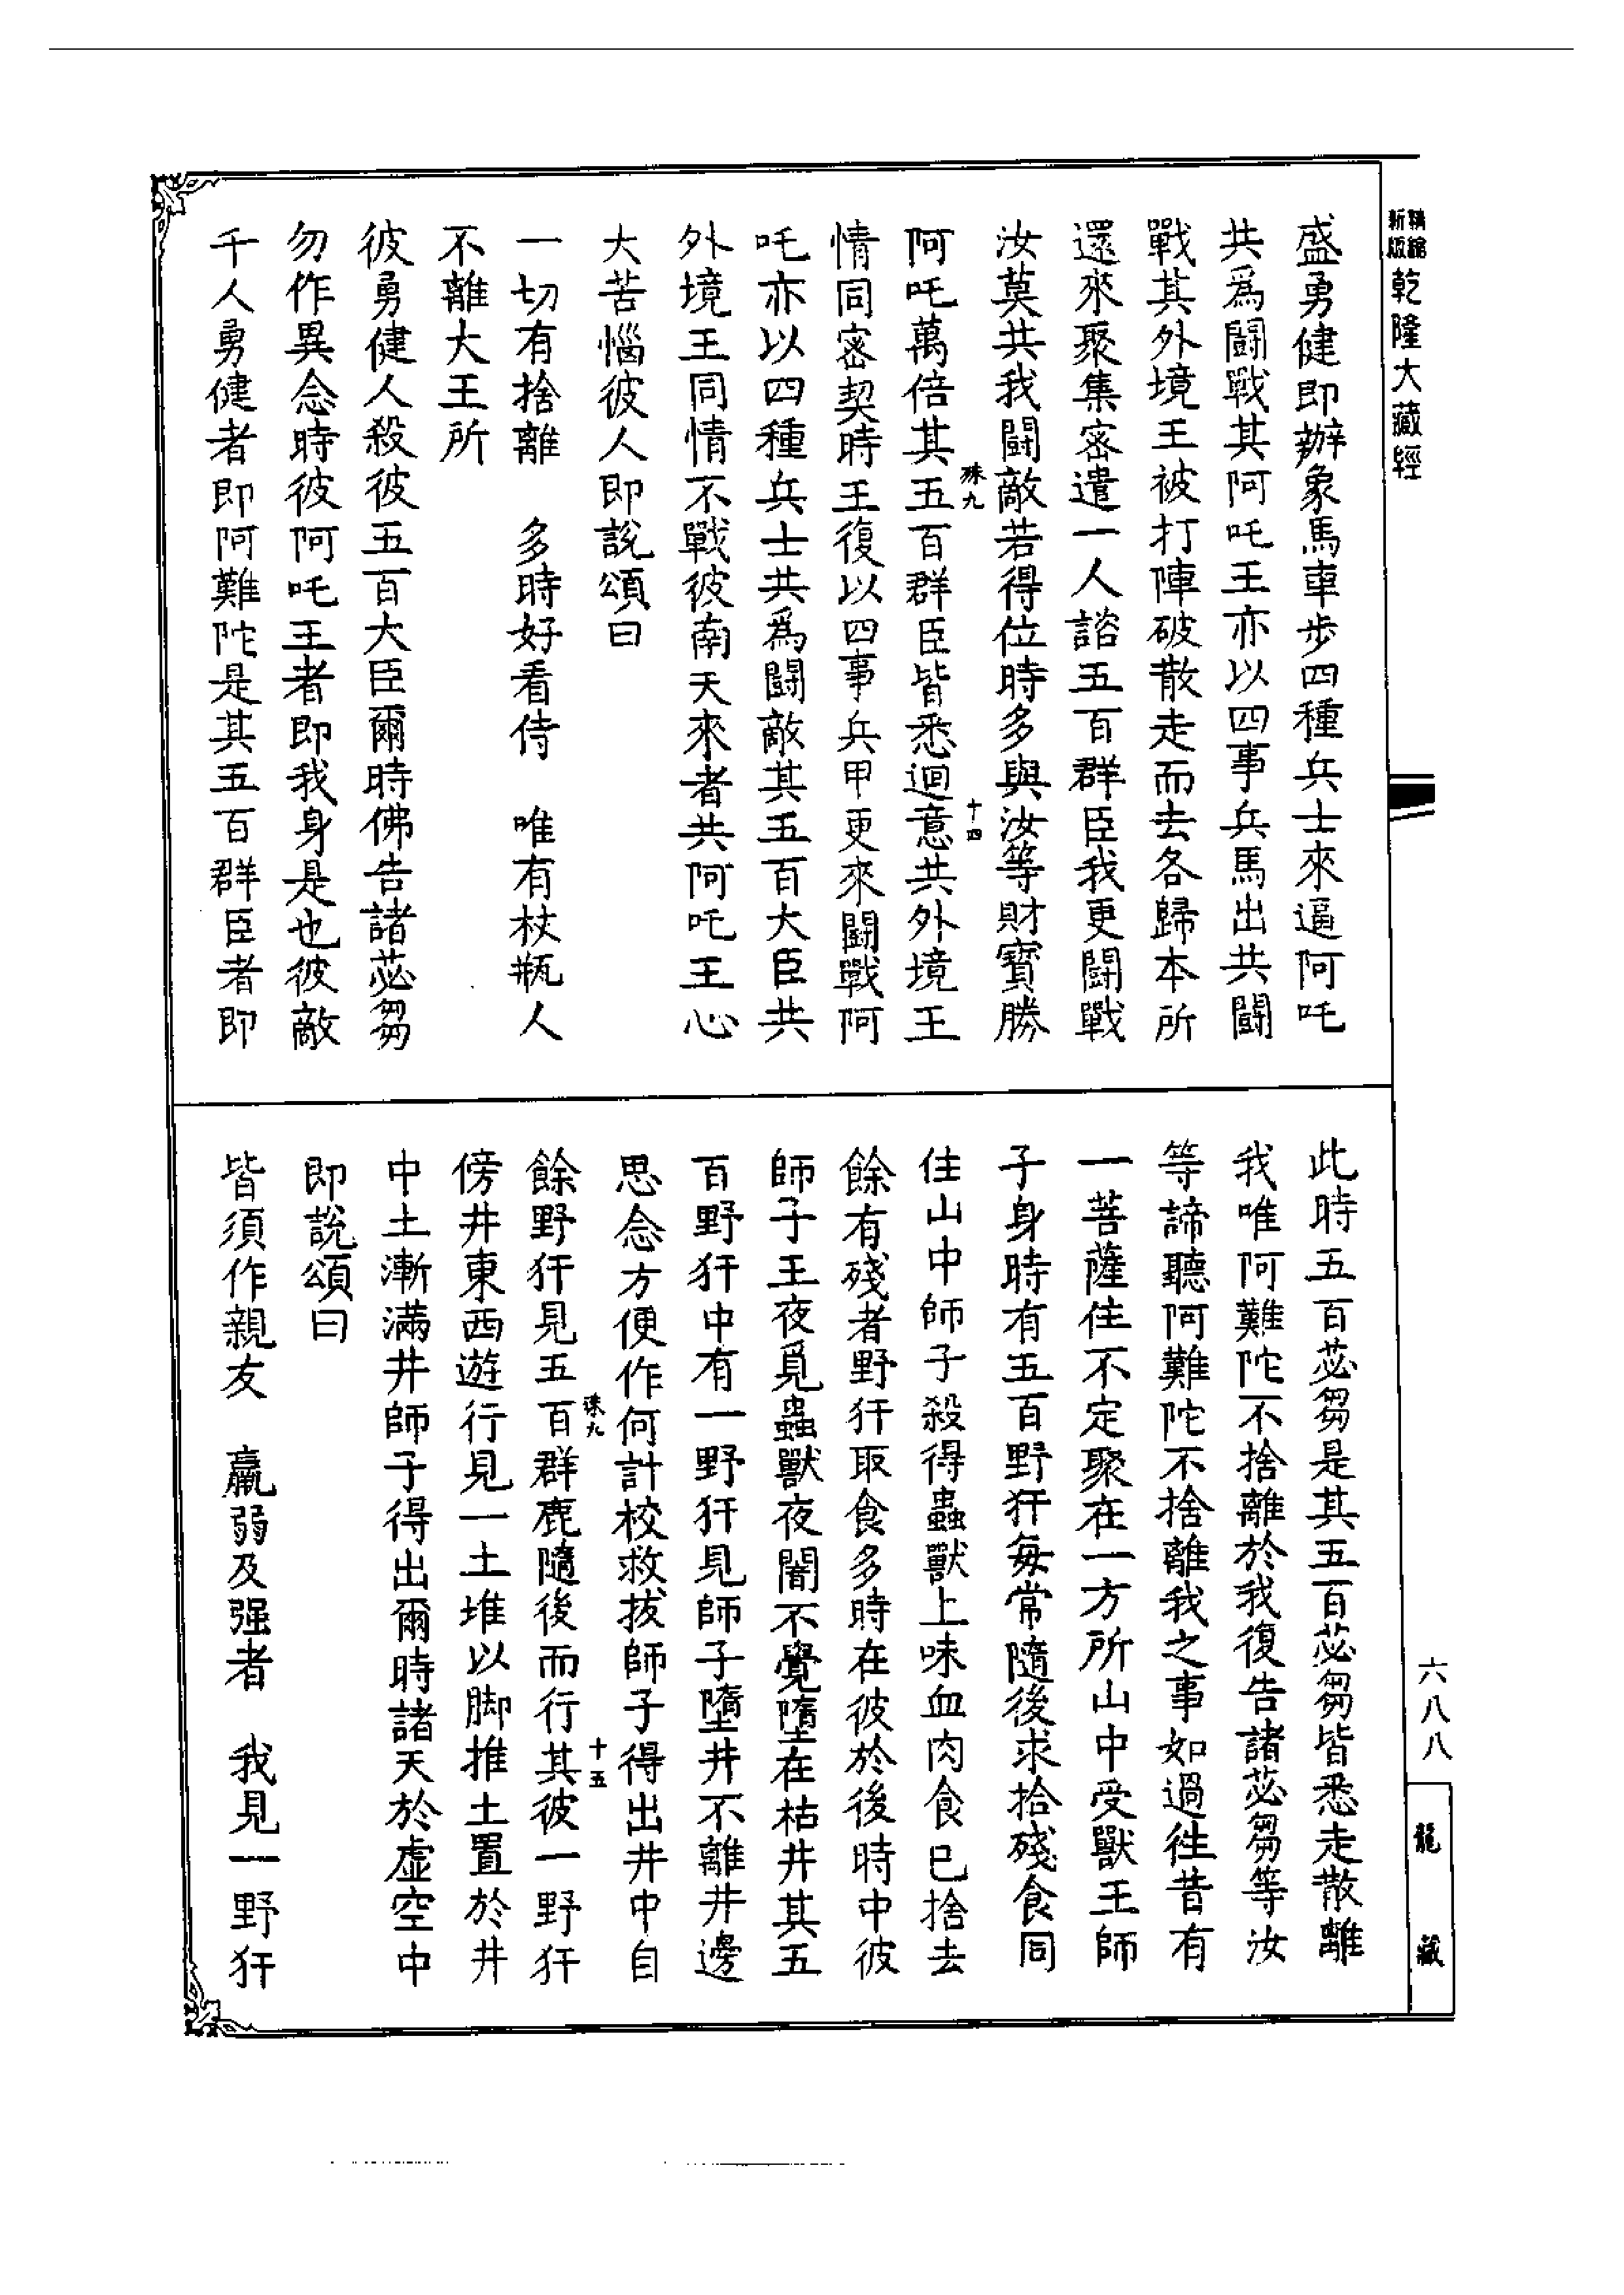 精縮新版乾隆大藏經
盛勇健即辦象馬車步四種兵士來逼阿吒
共爲闘戰其阿吒王亦以四事兵馬出共闘
戰其外境王被打陣破散走而去各歸本所
還來聚集密遣一人諮五百群臣我更闘戰
汝莫共我闘敵若得位時多與汝等財寶勝
殊九
十四
阿吒萬倍其五百群臣皆悉迴意共外境王
情同密契時王復以四事兵甲更來闘戰阿
吒亦以四種兵士共爲闘敵其五百大臣共
外境王同情不戰彼南天來者共阿吒王心
大苦惱彼人即說頌曰
一切有捨離　多時好看侍　唯有杖瓶人
不離大王所
彼勇健人殺彼五百大臣爾時佛告諸苾芻
勿作異念時彼阿吒王者即我身是也彼敵
千人勇健者即阿難陀是其五百群臣者即
此時五百苾芻是其五百苾芻皆悉走散離
我唯阿難陀不捨離於我復告諸苾芻等汝
等諦聽阿難陀不捨離我之事如過往昔有
一菩薩住不定聚在一方所山中受獸王師
子身時有五百野犴每常隨後求拾殘食同
住山中師子殺得蟲獸上味血肉食已捨去
餘有殘者野犴取食多時在彼於後時中彼
師子王夜覓蟲獸夜闇不覺墮在枯井其五
百野犴中有一野犴見師子墮井不離井邊
思念方便作何計校救拔師子得出井中自
殊九
十五
餘野犴見五百群鹿隨後而行其彼一野犴
傍井東西遊行見一土堆以脚推土置於井
中土漸滿井師子得出爾時諸天於虛空中
即說頌曰
皆須作親友　羸弱及强者　我見一野犴
六八八
龍藏